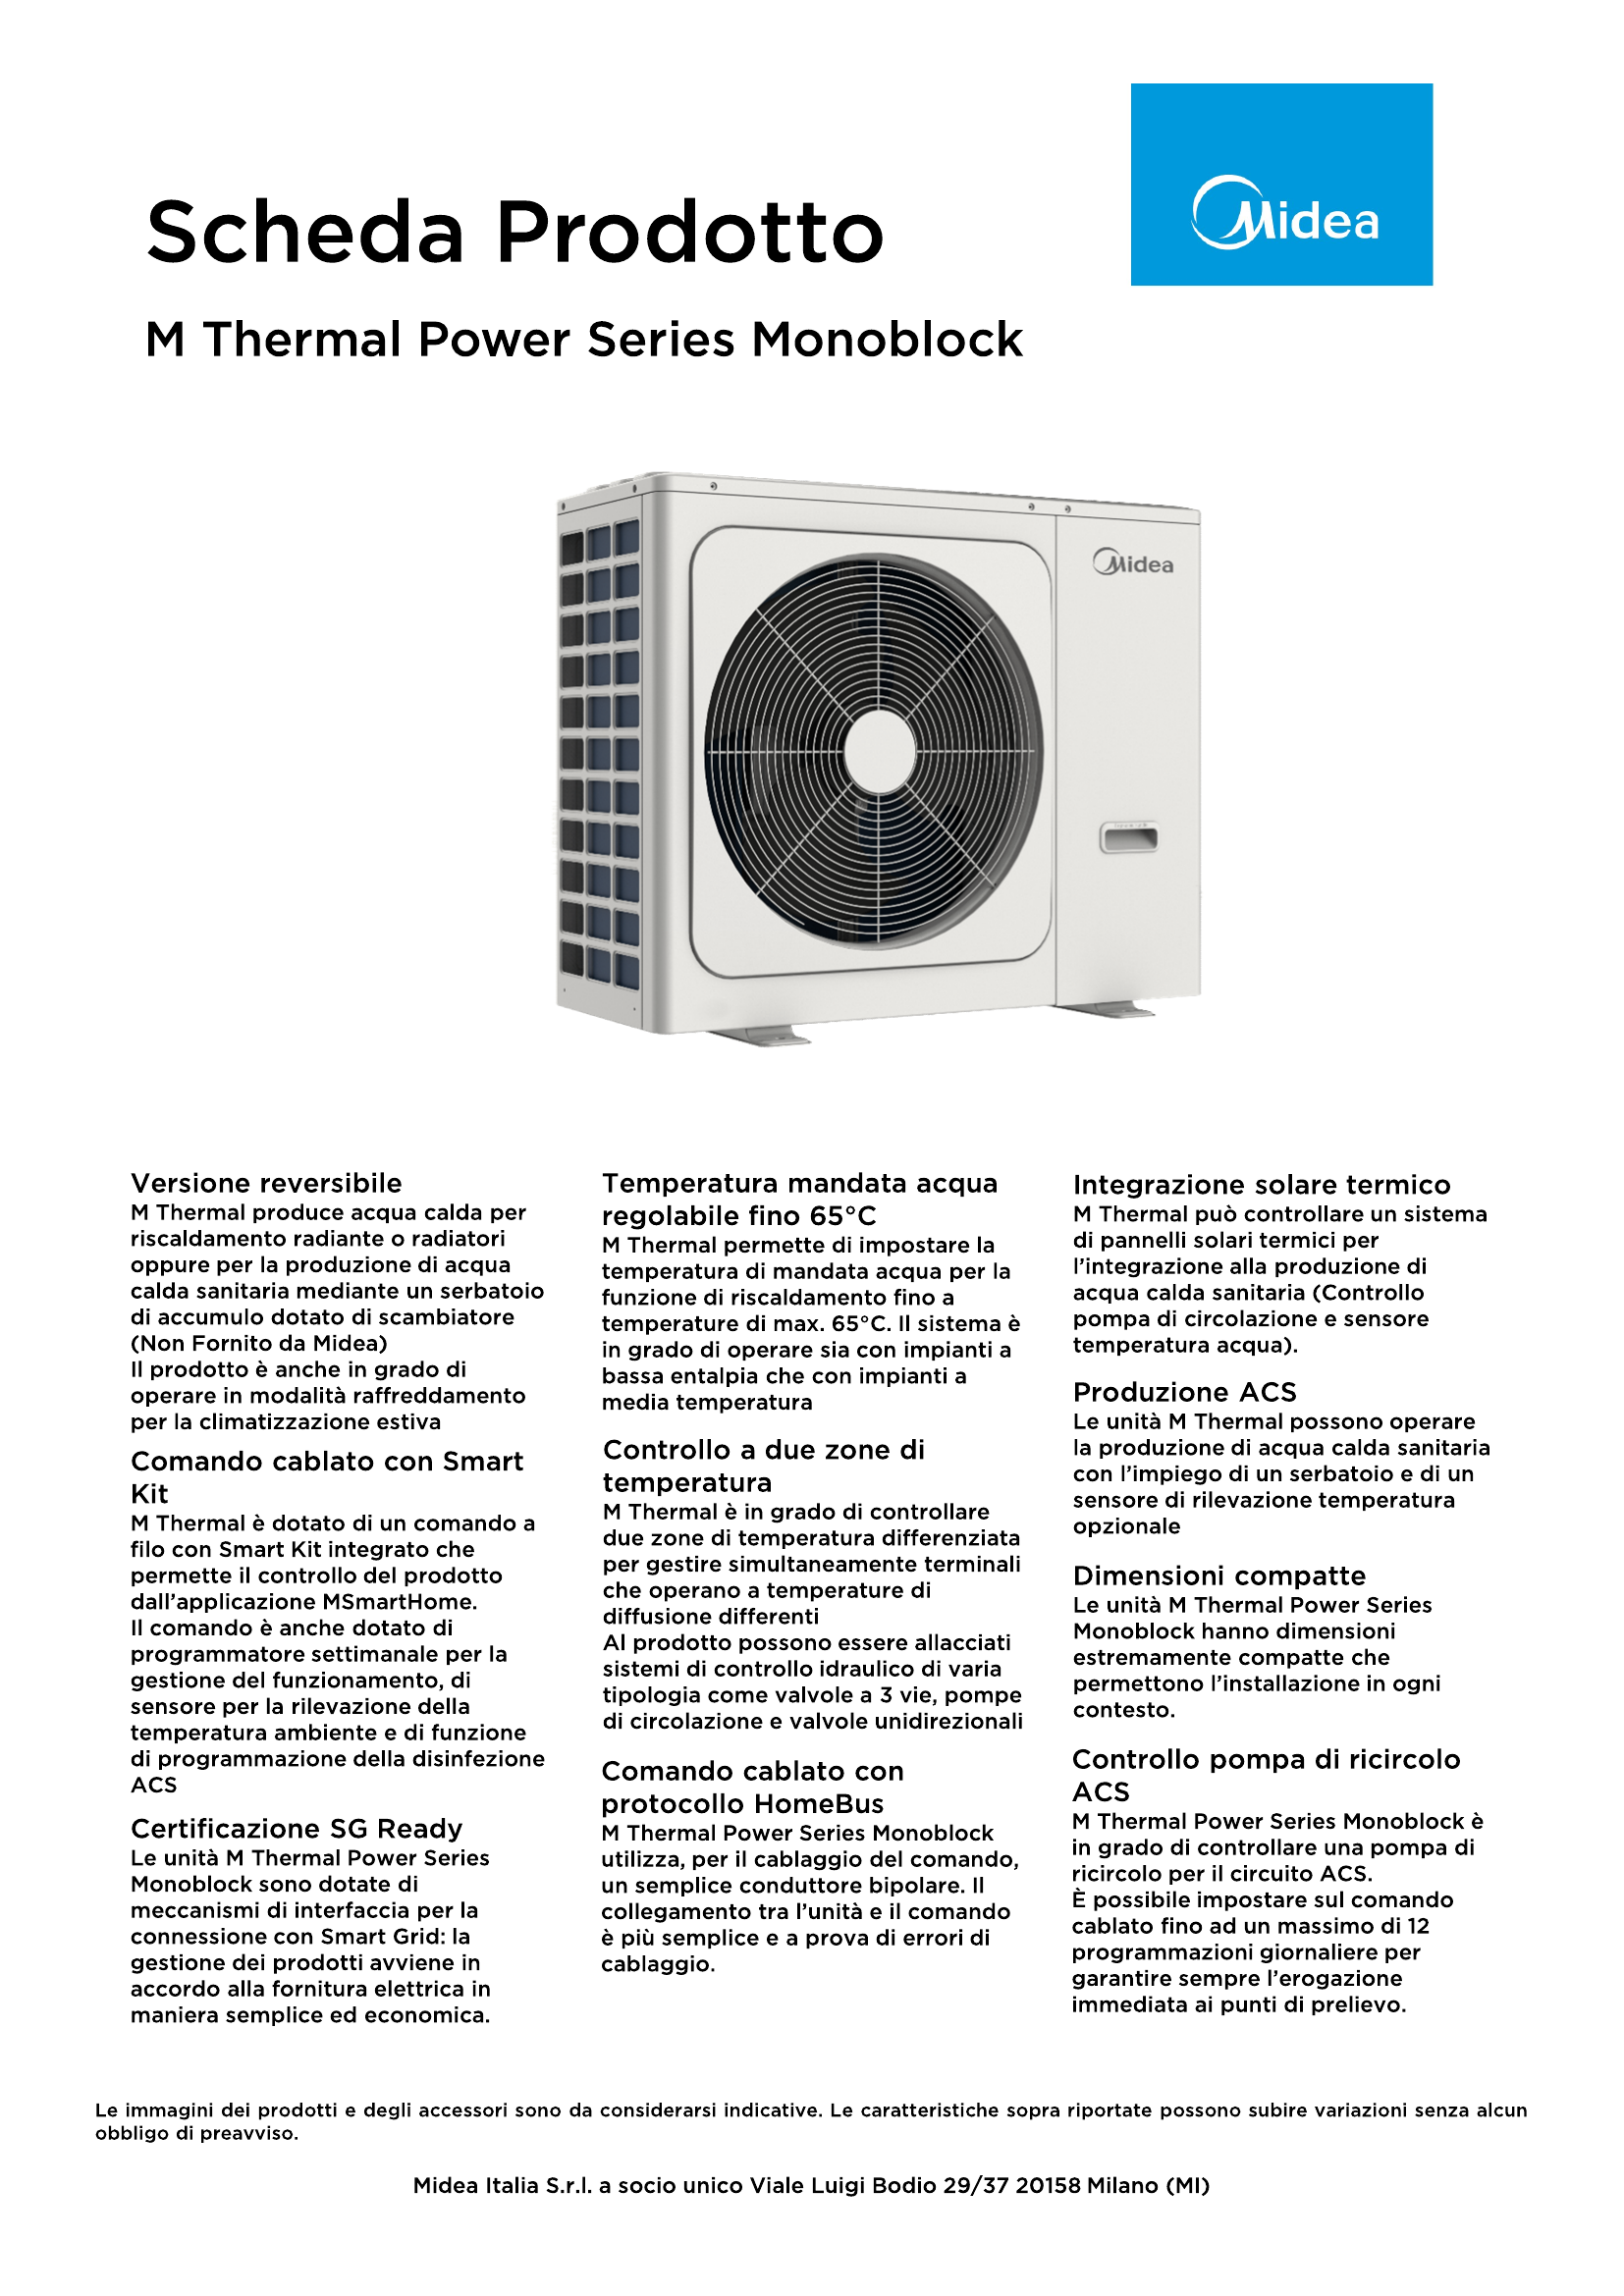 Midea
Scheda Prodotto
M Thermal Power Series Monoblock
Midea
Versione reversibile
M Thermal produce acqua calda per
riscaldamento radiante o radiatori
oppure per la produzione di acqua
calda sanitaria mediante un serbatoio
di accumulo dotato di scambiatore
(Non Fornito da Midea)
Il prodotto è anche in grado di
operare in modalità raffreddamento
per la climatizzazione estiva
Comando cablato con Smart
Kit
M Thermal è dotato di un comando a
filo con Smart Kit integrato che
permette il controllo del prodotto
dall'applicazione MSmartHome.
Il comando è anche dotato di
programmatore settimanale per la
gestione del funzionamento, di
sensore per la rilevazione della
temperatura ambiente e di funzione
di programmazione della disinfezione
ACS
Certificazione SG Ready
Le unità M Thermal Power Series
Monoblock sono dotate di
meccanismi di interfaccia per la
connessione con Smart Grid: la
gestione dei prodotti avviene in
accordo alla fornitura elettrica in
maniera semplice ed economica.
Temperatura mandata acqua
regolabile fino 65°C
M Thermal permette di impostare la
temperatura di mandata acqua per la
funzione di riscaldamento fino a
temperature di max. 65°C. Il sistema è
in grado di operare sia con impianti a
bassa entalpia che con impianti a
media temperatura
Controllo a due zone di
temperatura
M Thermal è in grado di controllare
due zone di temperatura differenziata
per gestire simultaneamente terminali
che operano a temperature di
diffusione differenti
Al prodotto possono essere allacciati
sistemi di controllo idraulico di varia
tipologia come valvole a 3 vie, pompe
di circolazione e valvole unidirezionali
Comando cablato con
protocollo HomeBus
M Thermal Power Series Monoblock
utilizza, per il cablaggio del comando,
un semplice conduttore bipolare. Il
collegamento tra l'unità e il comando
è più semplice e a prova di errori di
cablaggio.
Integrazione solare termico
M Thermal può controllare un sistema
di pannelli solari termici per
l'integrazione alla produzione di
acqua calda sanitaria (Controllo
pompa di circolazione e sensore
temperatura acqua).
Produzione ACS
Le unità M Thermal possono operare
la produzione di acqua calda sanitaria
con l'impiego di un serbatoio e di un
sensore di rilevazione temperatura
opzionale
Dimensioni compatte
Le unità M Thermal Power Series
Monoblock hanno dimensioni
estremamente compatte che
permettono l'installazione in ogni
contesto.
Controllo pompa di ricircolo
ACS
M Thermal Power Series Monoblock è
in grado di controllare una pompa di
ricircolo per il circuito ACS.
È possibile impostare sul comando
cablato fino ad un massimo di 12
programmazioni giornaliere per
garantire sempre l'erogazione
immediata ai punti di prelievo.
Le immagini dei prodotti e degli accessori sono da considerarsi indicative. Le caratteristiche sopra riportate possono subire variazioni senza alcun
obbligo di preavviso.
Midea Italia S.r.l. a socio unico Viale Luigi Bodio 29/37 20158 Milano (MI)